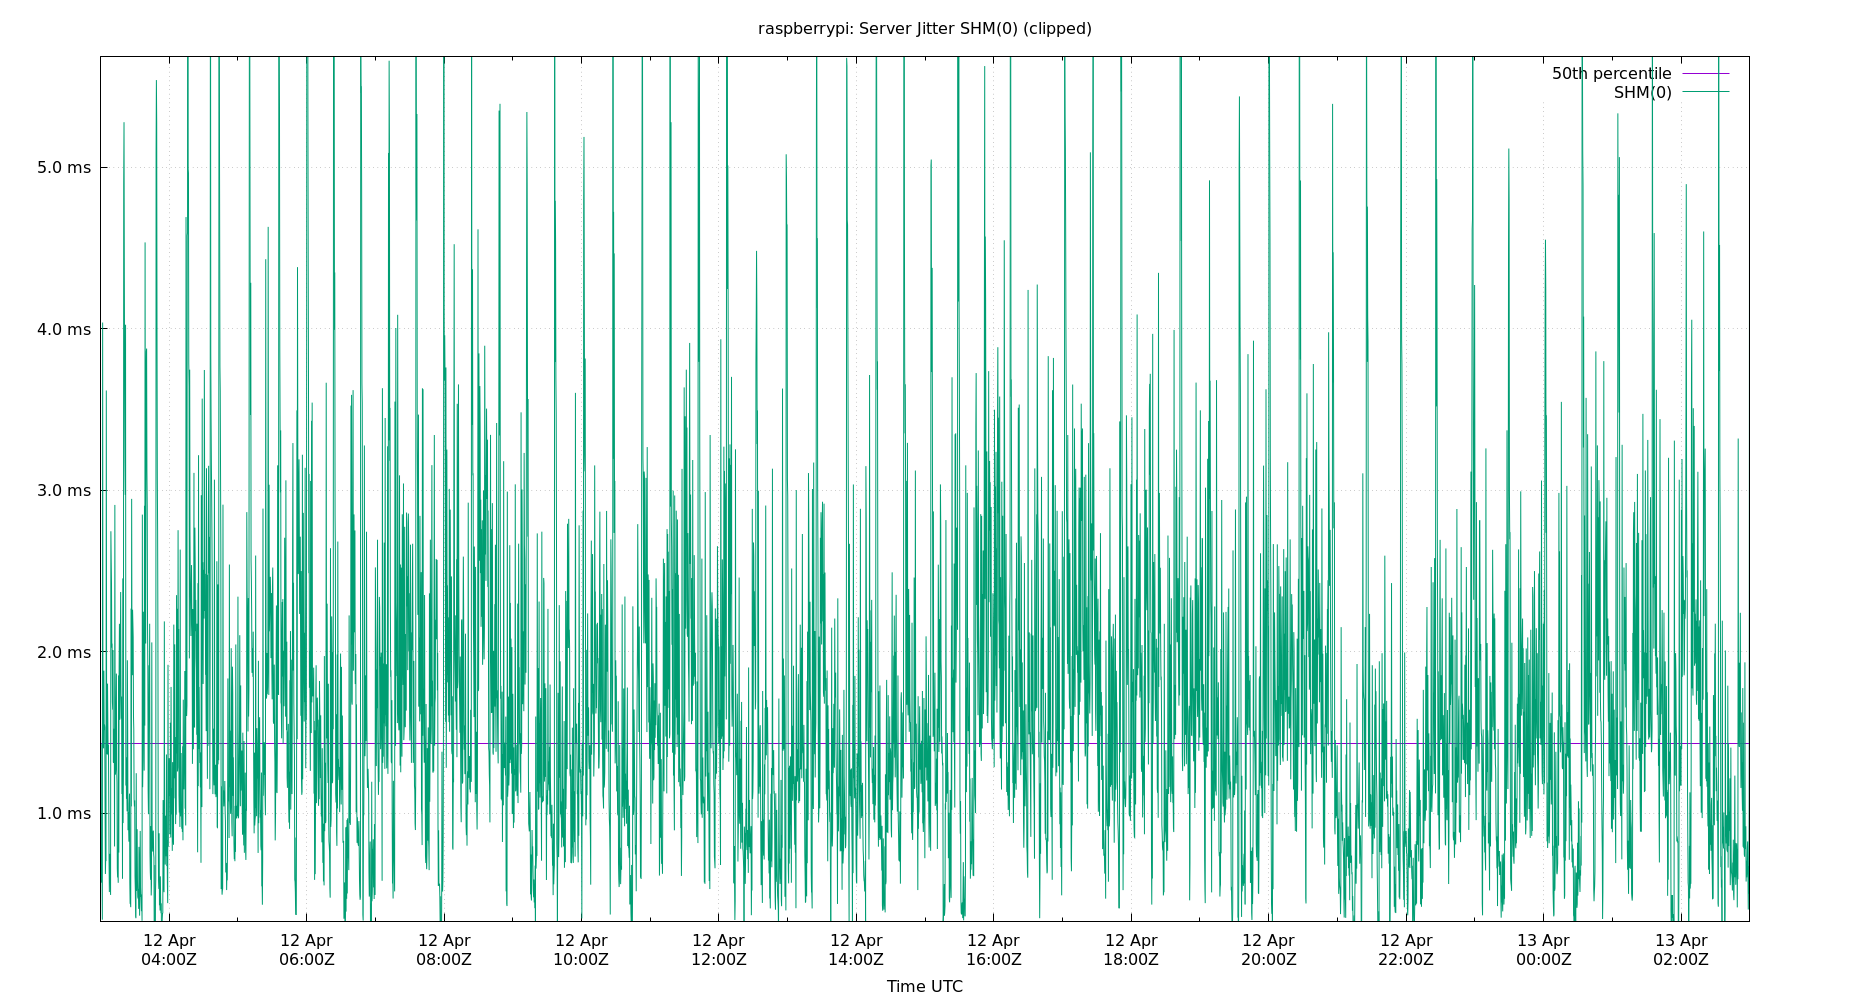 raspberrypi: Server Jitter SHM(0) (clipped)
50th percentile
SHM(0)
5.0 ms
4.0 ms
3.0 ms
2.0 ms
1.0 ms
12 Apr 12 Apr 12 Apr 12 Apr 12 Apr 12 Apr 12 Apr 12 Apr 12 Apr 12 Apr 13 Apr 13 Apr
04:00Z 06:00Z 08:00Z 10:00Z 12:00Z 14:00Z 16:00Z 18:00Z 20:00Z 22:00Z 00:00Z 02:00Z
Time UTC